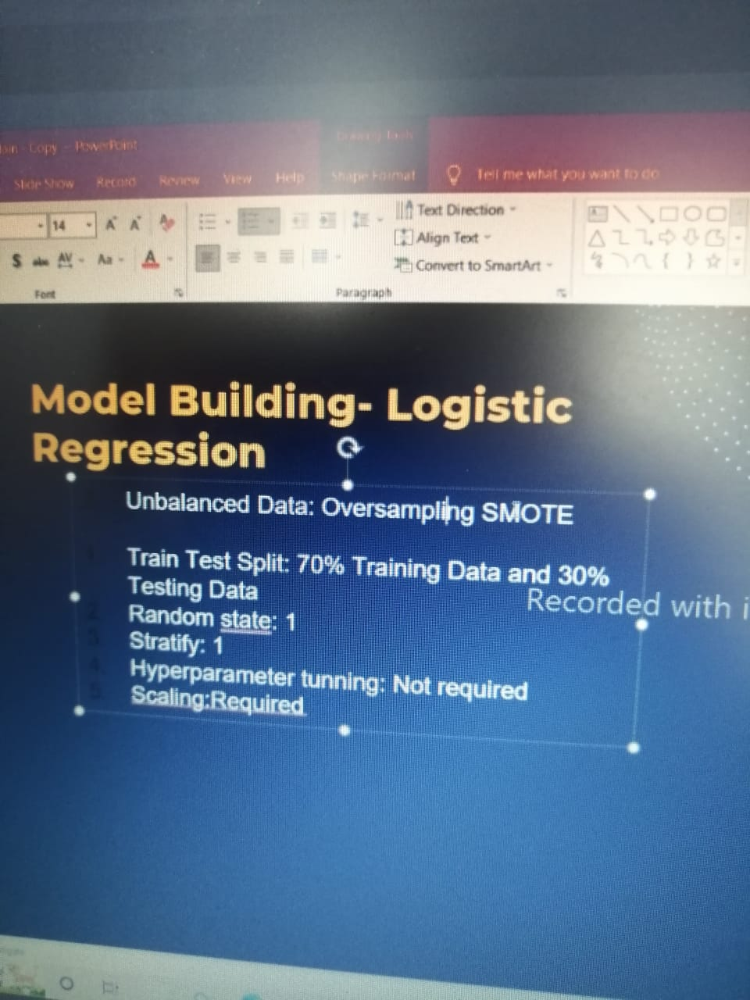 - Copy - PowerPoint
Drawing Tools
Slide Show Record Review View Help Shape Format Tell me what you want to do
14 A A A Text Direction
S abc AV Aa A Align Text
Convert to SmartArt
Font Paragraph
Model Building- Logistic
Regression
Unbalanced Data: Oversampling SMOTE
Train Test Split: 70% Training Data and 30%
Testing Data
Recorded with
Random state: 1
Stratify: 1
Hyperparameter tunning: Not required
Scaling:Required